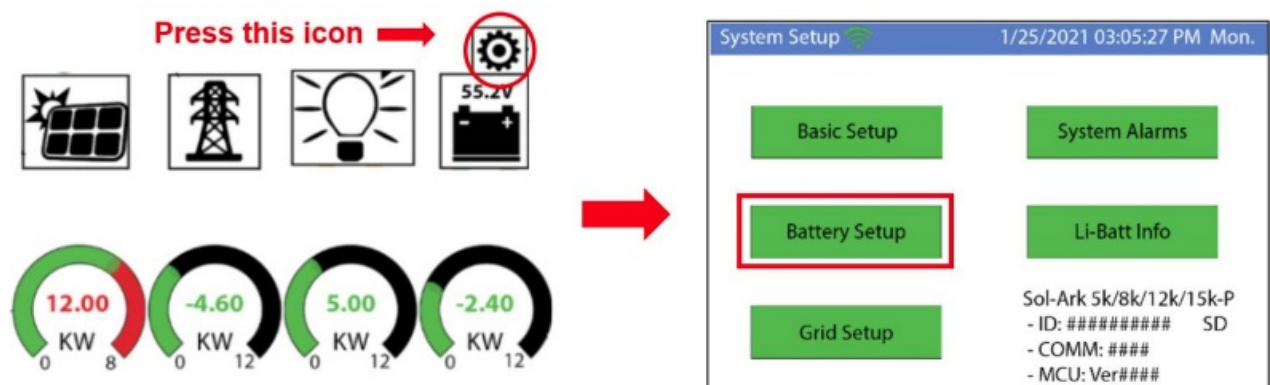 Press this icon
55.2V
12.00
KW
0 8
-4.60
KW
0 12
5.00
KW
0 12
-2.40
KW
0 12
System Setup 1/25/2021 03:05:27 PM Mon.
Basic Setup
System Alarms
Battery Setup
Li-Batt Info
Grid Setup
Sol-Ark 5k/8k/12k/15k-P
- ID: ########## SD
- COMM: ####
- MCU: Ver####